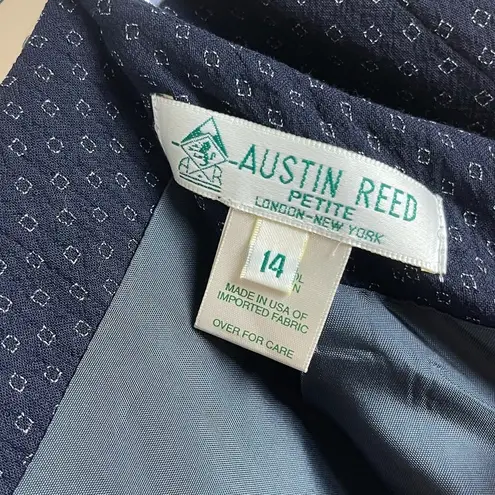 AUSTIN REED
PETITE
LONDON-NEW YORK
14
MADE IN USA OF
IMPORTED FABRIC
OVER FOR CARE